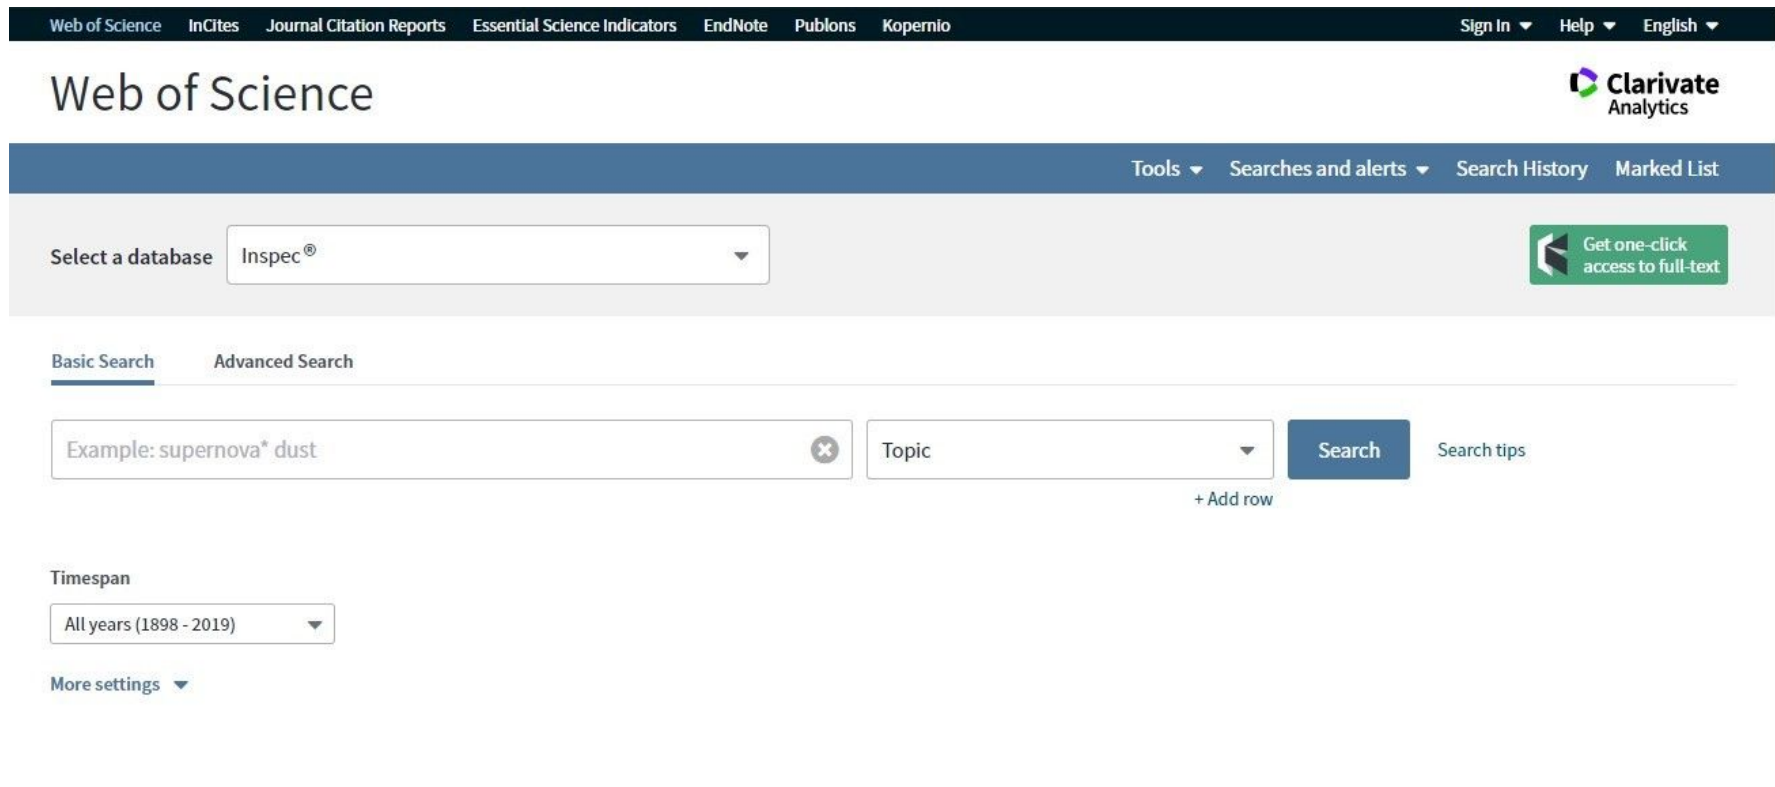 Web of Science InCites Journal Citation Reports Essential Science Indicators EndNote Publons Kopernio Sign In Help English
Web of Science
Clarivate
Analytics
Tools Searches and alerts Search History Marked List
Select a database Inspec®
Get one-click
access to full-text
Basic Search Advanced Search
Example: supernova* dust Topic Search Search tips
+ Add row
Timespan
All years (1898 - 2019)
More settings